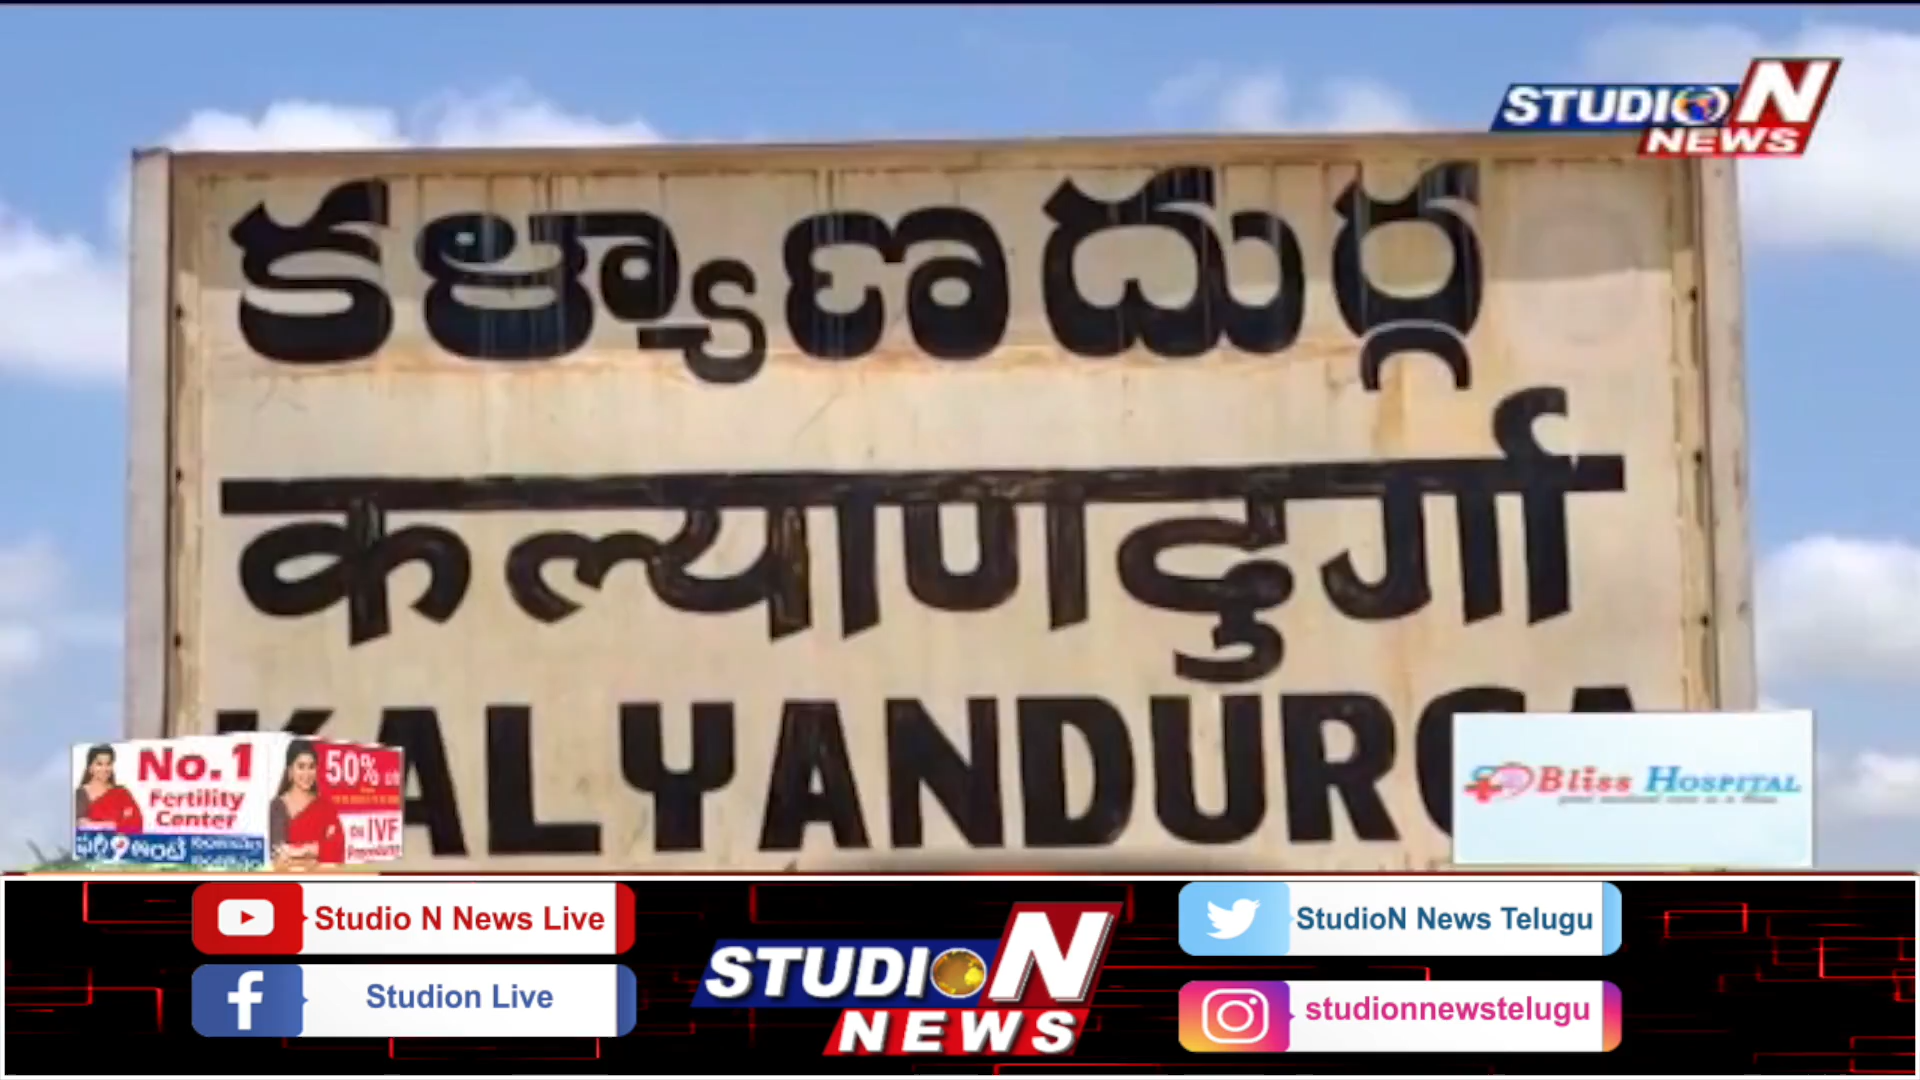 STUDIO N
NEWS
కళ్యాణదుర్గ
कल्याणदुर्गा
KALYANDURGA
No. 1
Fertility
Center
50%
IVF
Bliss HOSPITAL
Studio N News Live
Studion Live
STUDIO N
NEWS
StudioN News Telugu
studionnewstelugu